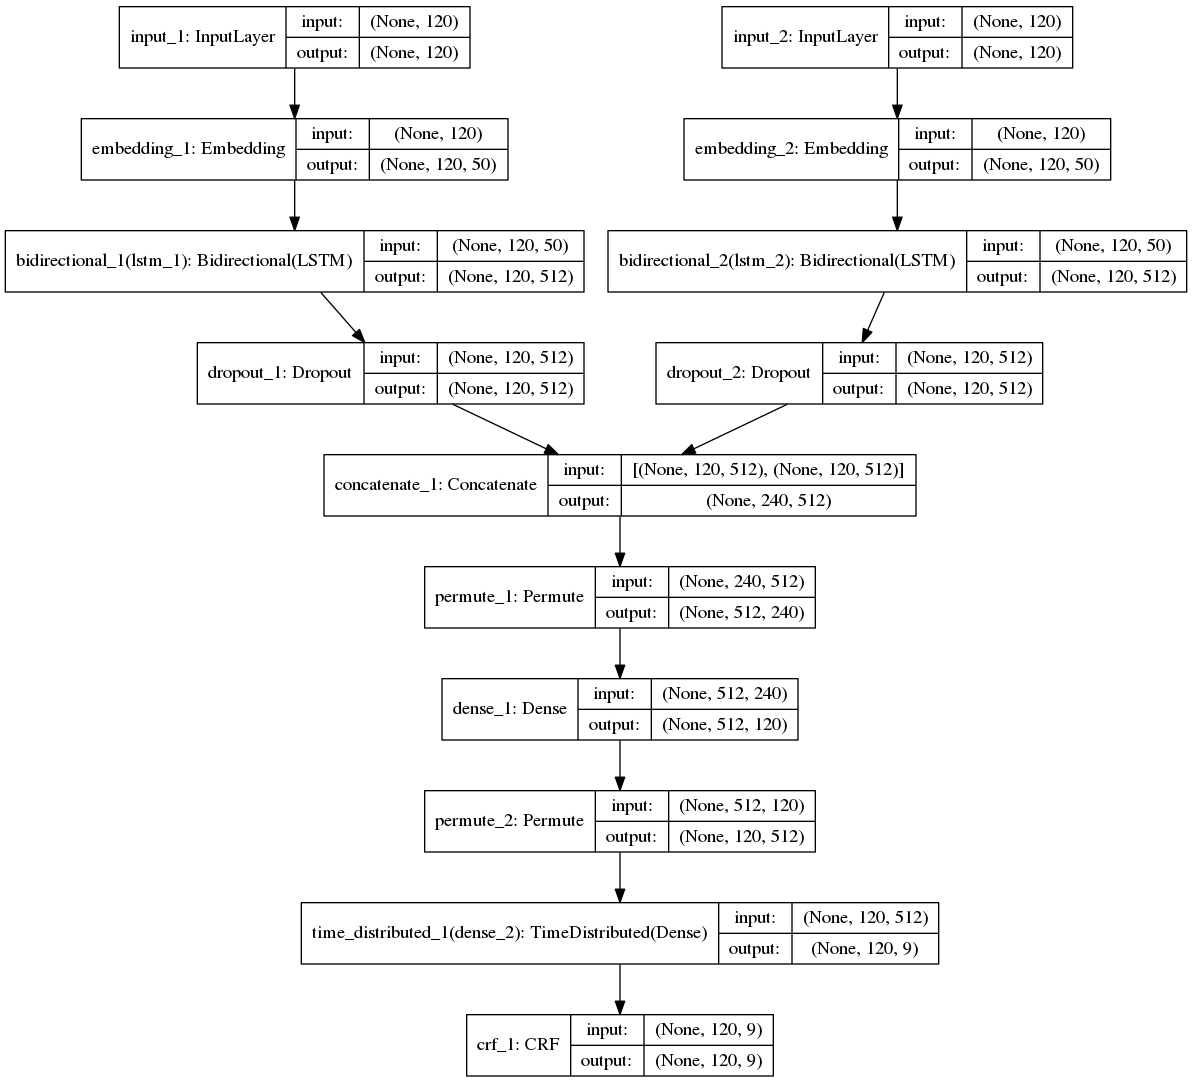 input_1: InputLayer
input: (None, 120)
output: (None, 120)
input_2: InputLayer
input: (None, 120)
output: (None, 120)
embedding_1: Embedding
input: (None, 120)
output: (None, 120, 50)
embedding_2: Embedding
input: (None, 120)
output: (None, 120, 50)
bidirectional_1(lstm_1): Bidirectional(LSTM)
input: (None, 120, 50)
output: (None, 120, 512)
bidirectional_2(lstm_2): Bidirectional(LSTM)
input: (None, 120, 50)
output: (None, 120, 512)
dropout_1: Dropout
input: (None, 120, 512)
output: (None, 120, 512)
dropout_2: Dropout
input: (None, 120, 512)
output: (None, 120, 512)
concatenate_1: Concatenate
input: [(None, 120, 512), (None, 120, 512)]
output: (None, 240, 512)
permute_1: Permute
input: (None, 240, 512)
output: (None, 512, 240)
dense_1: Dense
input: (None, 512, 240)
output: (None, 512, 120)
permute_2: Permute
input: (None, 512, 120)
output: (None, 120, 512)
time_distributed_1(dense_2): TimeDistributed(Dense)
input: (None, 120, 512)
output: (None, 120, 9)
crf_1: CRF
input: (None, 120, 9)
output: (None, 120, 9)